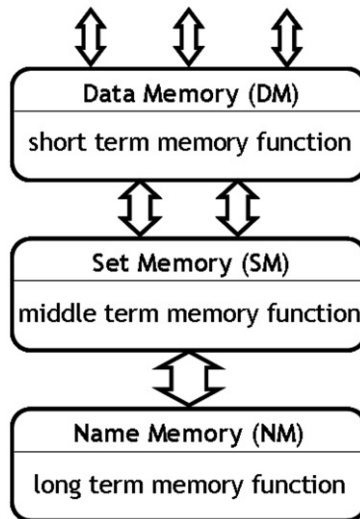 Data Memory (DM)
short term memory function
Set Memory (SM)
middle term memory function
Name Memory (NM)
long term memory function